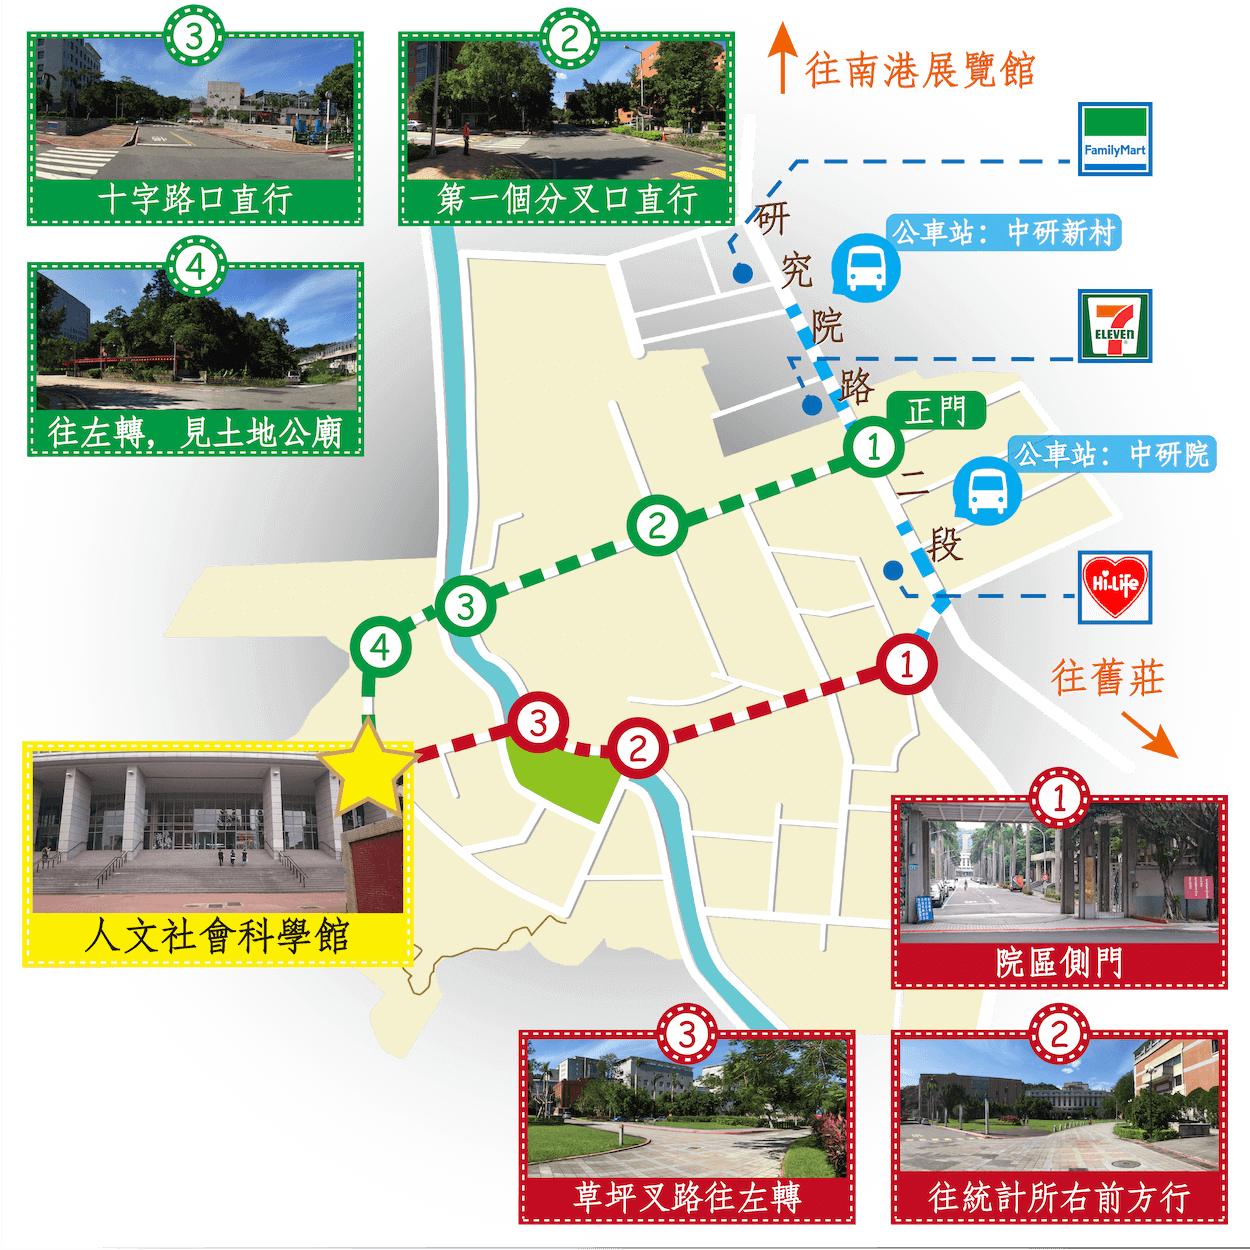 3
十字路口直行
2
第一個分叉口直行
往南港展覽館
FamilyMart
4
往左轉，見土地公廟
研究院路二段
公車站：中研新村
7
ELEVEN
正門
1
公車站：中研院
2
3
4
Hi-Life
1
往舊莊
3
2
人文社會科學館
1
院區側門
3
草坪叉路往左轉
2
往統計所右前方行